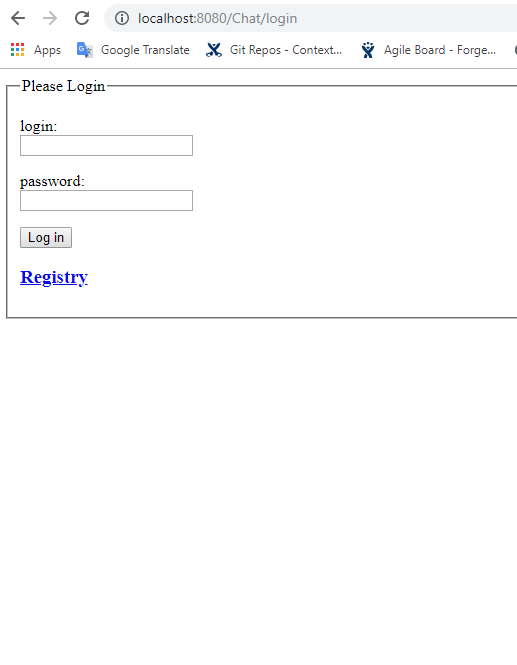 localhost:8080/Chat/login
Apps Google Translate Git Repos - Context... Agile Board - Forge...
Please Login
login:
password:
Log in
Registry